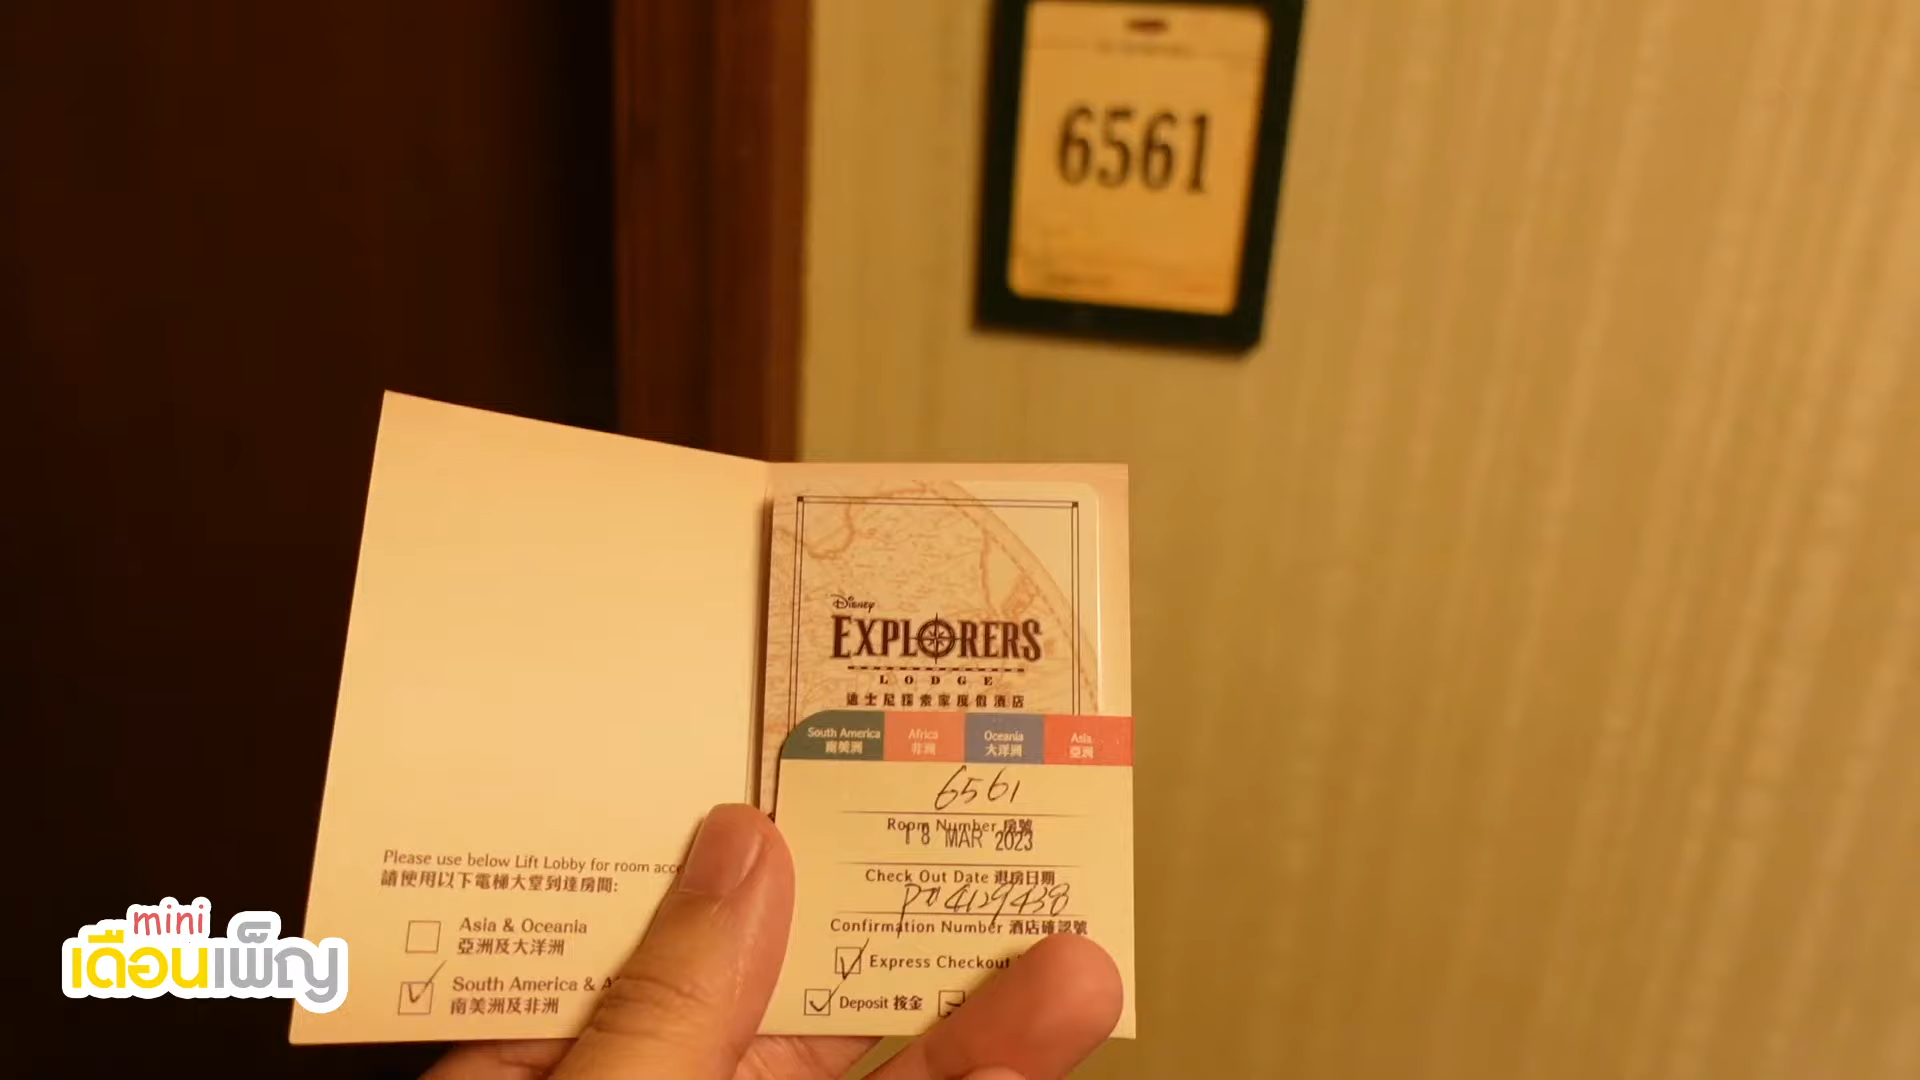 6561
Disney
EXPLORERS
LODGE
迪士尼探索家度假酒店
South America
南美洲
Africa
非洲
Oceania
大洋洲
Asia
亞洲
6561
Room Number 房號
18 MAR 2023
Check Out Date 退房日期
Confirmation Number 酒店確認號
Express Checkout
Deposit 按金
Please use below Lift Lobby for room acce
請使用以下電梯大堂到達房間:
Asia & Oceania
亞洲及大洋洲
South America & A
南美洲及非洲
mini
เดือนเพ็ญ